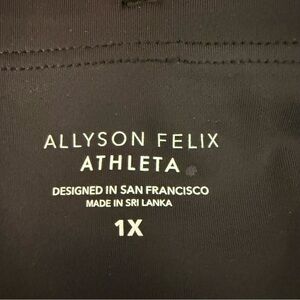 ALLYSON FELIX
ATHLETA
DESIGNED IN SAN FRANCISCO
MADE IN SRI LANKA
1X